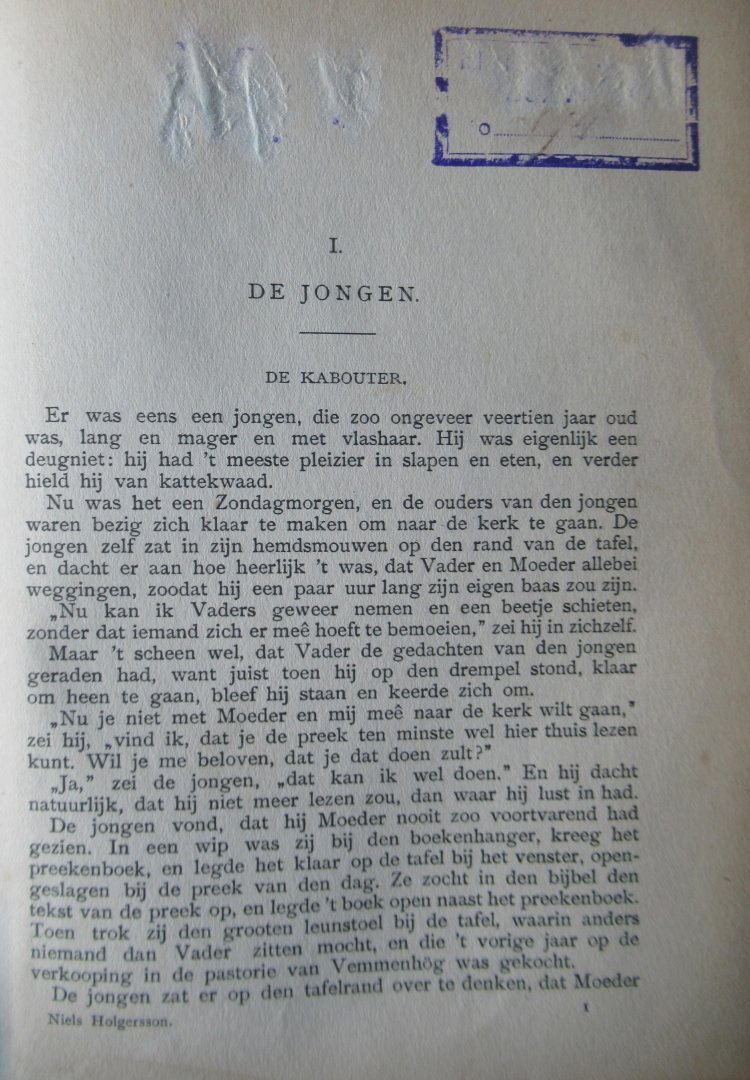 I.
DE JONGEN.
DE KABOUTER.
Er was eens een jongen, die zoo ongeveer veertien jaar oud
was, lang en mager en met vlashaar. Hij was eigenlijk een
deugniet: hij had 't meeste pleizier in slapen en eten, en verder
hield hij van kattekwaad.
Nu was het een Zondagmorgen, en de ouders van den jongen
waren bezig zich klaar te maken om naar de kerk te gaan. De
jongen zelf zat in zijn hemdsmouwen op den rand van de tafel,
en dacht er aan hoe heerlijk 't was, dat Vader en Moeder allebei
weggingen, zoodat hij een paar uur lang zijn eigen baas zou zijn.
„Nu kan ik Vaders geweer nemen en een beetje schieten,
zonder dat iemand zich er meê hoeft te bemoeien,” zei hij in zichzelf.
Maar 't scheen wel, dat Vader de gedachten van den jongen
geraden had, want juist toen hij op den drempel stond, klaar
om heen te gaan, bleef hij staan en keerde zich om.
„Nu je niet met Moeder en mij meê naar de kerk wilt gaan,”
zei hij, „vind ik, dat je de preek ten minste wel hier thuis lezen
kunt. Wil je me beloven, dat je dat doen zult?”
„Ja,” zei de jongen, „dat kan ik wel doen.” En hij dacht
natuurlijk, dat hij niet meer lezen zou, dan waar hij lust in had.
De jongen vond, dat hij Moeder nooit zoo voortvarend had
gezien. In een wip was zij bij den boekenhanger, kreeg het
preekenboek, en legde het klaar op de tafel bij het venster, open-
geslagen bij de preek van den dag. Ze zocht in den bijbel den
tekst van de preek op, en legde 't boek open naast het preekenboek.
Toen trok zij den grooten leunstoel bij de tafel, waarin anders
niemand dan Vader zitten mocht, en die 't vorige jaar op de
verkooping in de pastorie van Vemmenhög was gekocht.
De jongen zat er op den tafelrand over te denken, dat Moeder
Niels Holgersson.
1